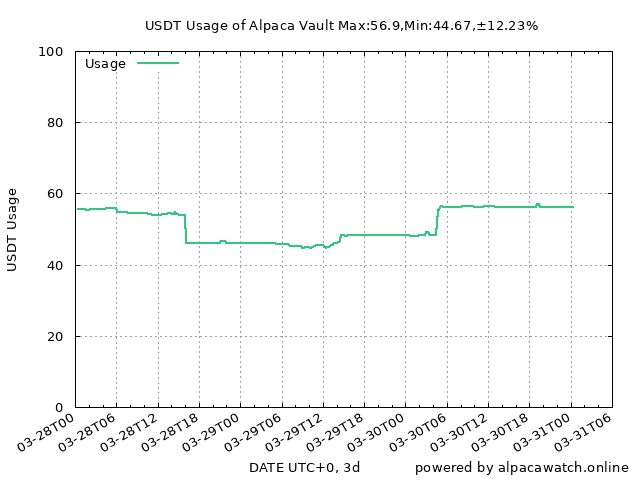 USDT Usage of Alpaca Vault Max:56.9,Min:44.67,±12.23%
Usage
USDT Usage
100
80
60
40
20
0
03-28T00
03-28T06
03-28T12
03-28T18
03-29T00
03-29T06
03-29T12
03-29T18
03-30T00
03-30T06
03-30T12
03-30T18
03-31T00
03-31T06
DATE UTC+0, 3d
powered by alpacawatch.online